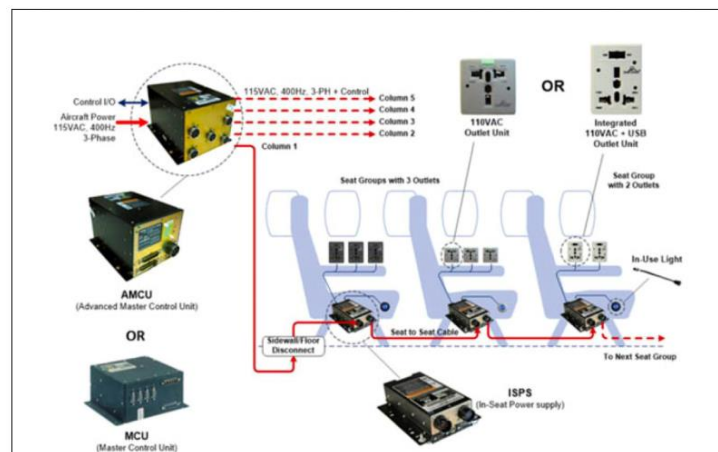 Control I/O
Aircraft Power
115VAC, 400Hz
3-Phase
115VAC, 400Hz, 3-PH + Control
Column 5
Column 4
Column 3
Column 2
Column 1
110VAC
Outlet Unit
OR
Integrated
110VAC + USB
Outlet Unit
Seat Groups with 3 Outlets
Seat Group
with 2 Outlets
In-Use Light
AMCU
(Advanced Master Control Unit)
OR
MCU
(Master Control Unit)
Sidewall/Floor
Disconnect
Seat to Seat Cable
To Next Seat Group
ISPS
(In-Seat Power supply)